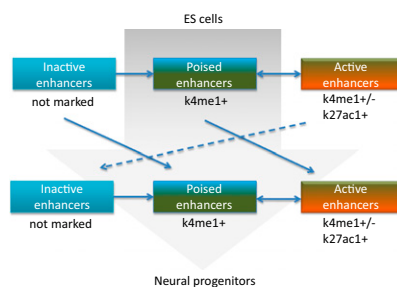 ES cells
Inactive
enhancers
Poised
enhancers
Active
enhancers
not marked
k4me1+
k4me1+/-
k27ac1+
Inactive
enhancers
Poised
enhancers
Active
enhancers
not marked
k4me1+
k4me1+/-
k27ac1+
Neural progenitors